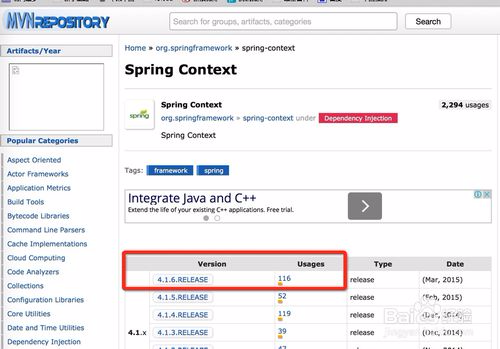 MVNREPOSITORY
Search for groups, artifacts, categories
Search
Artifacts/Year
Popular Categories
Aspect Oriented
Actor Frameworks
Application Metrics
Build Tools
Bytecode Libraries
Command Line Parsers
Cache Implementations
Cloud Computing
Code Analyzers
Collections
Configuration Libraries
Core Utilities
Date and Time Utilities
Dependency Injection
Home » org.springframework » spring-context
Spring Context
spring
Spring Context
2,294 usages
org.springframework » spring-context under Dependency Injection
Spring Context
Tags: framework spring
Integrate Java and C++
Extend the life of your existing C++ applications. Free trial.
Version Usages Type Date
4.1.6.RELEASE 116 release (Mar, 2015)
4.1.5.RELEASE 52 release (Feb, 2015)
4.1.4.RELEASE 119 release (Dec, 2014)
4.1.x 4.1.3.RELEASE 39 release (Dec, 2014)